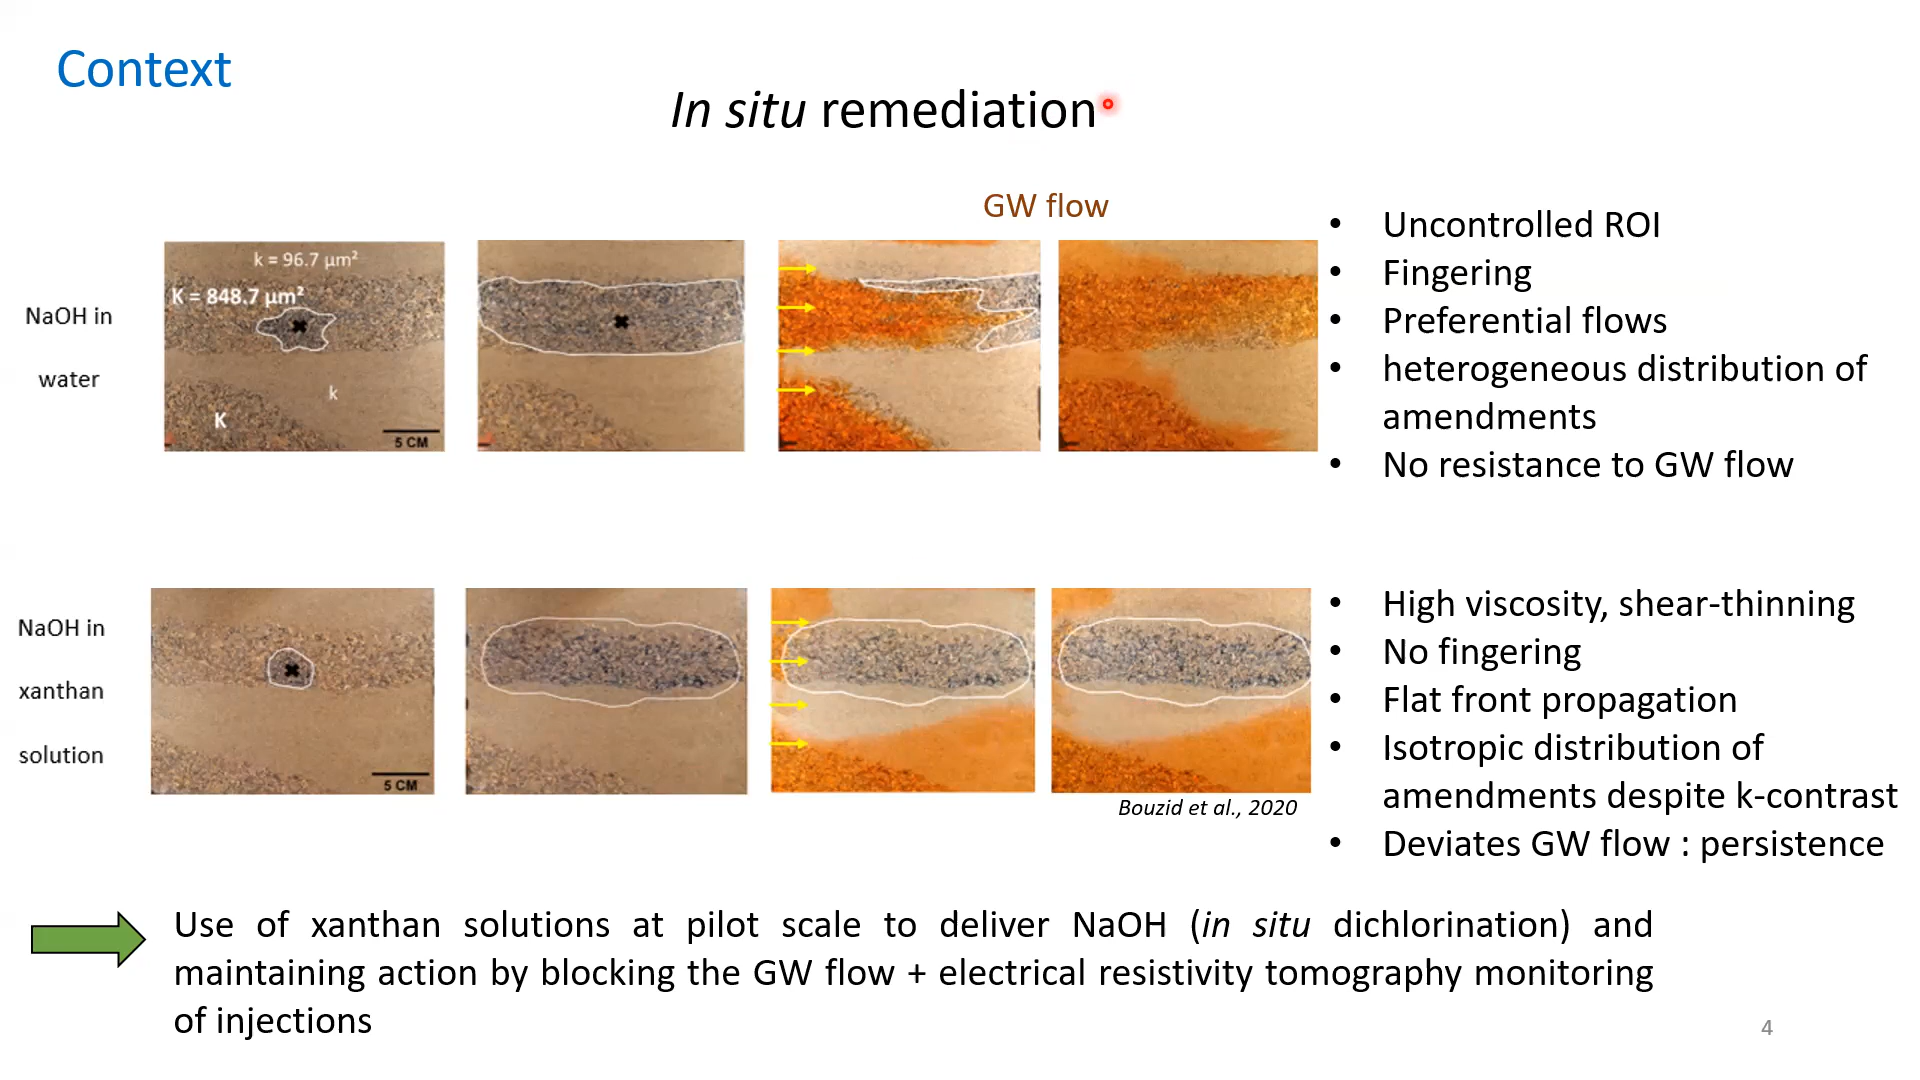 Context
In situ remediation
GW flow
NaOH in
water
k = 96.7 µm²
K = 848.7 µm²
k
K
5 CM
• Uncontrolled ROI
• Fingering
• Preferential flows
• heterogeneous distribution of
amendments
• No resistance to GW flow
NaOH in
xanthan
solution
5 CM
Bouzid et al., 2020
• High viscosity, shear-thinning
• No fingering
• Flat front propagation
• Isotropic distribution of
amendments despite k-contrast
• Deviates GW flow : persistence
Use of xanthan solutions at pilot scale to deliver NaOH (in situ dichlorination) and
maintaining action by blocking the GW flow + electrical resistivity tomography monitoring
of injections
4